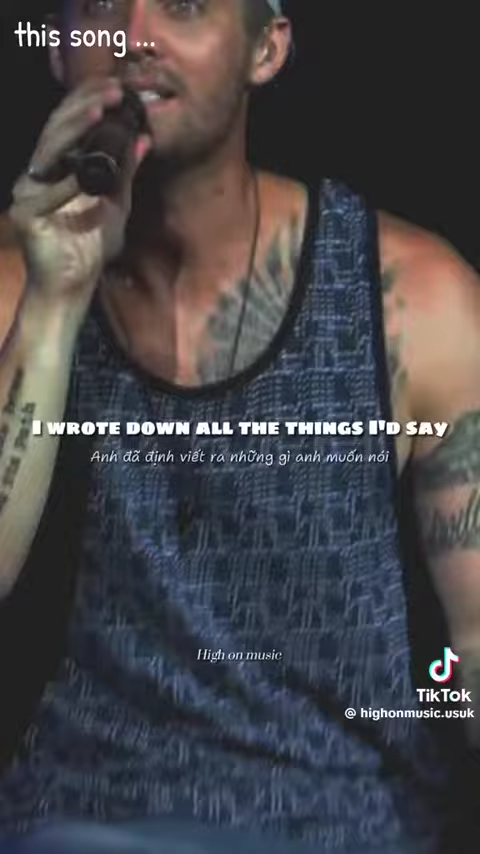 this song ...
I WROTE DOWN ALL THE THINGS I'D SAY
Anh đã định viết ra những gì anh muốn nói
High on music
TikTok
@ highonmusic.usuk